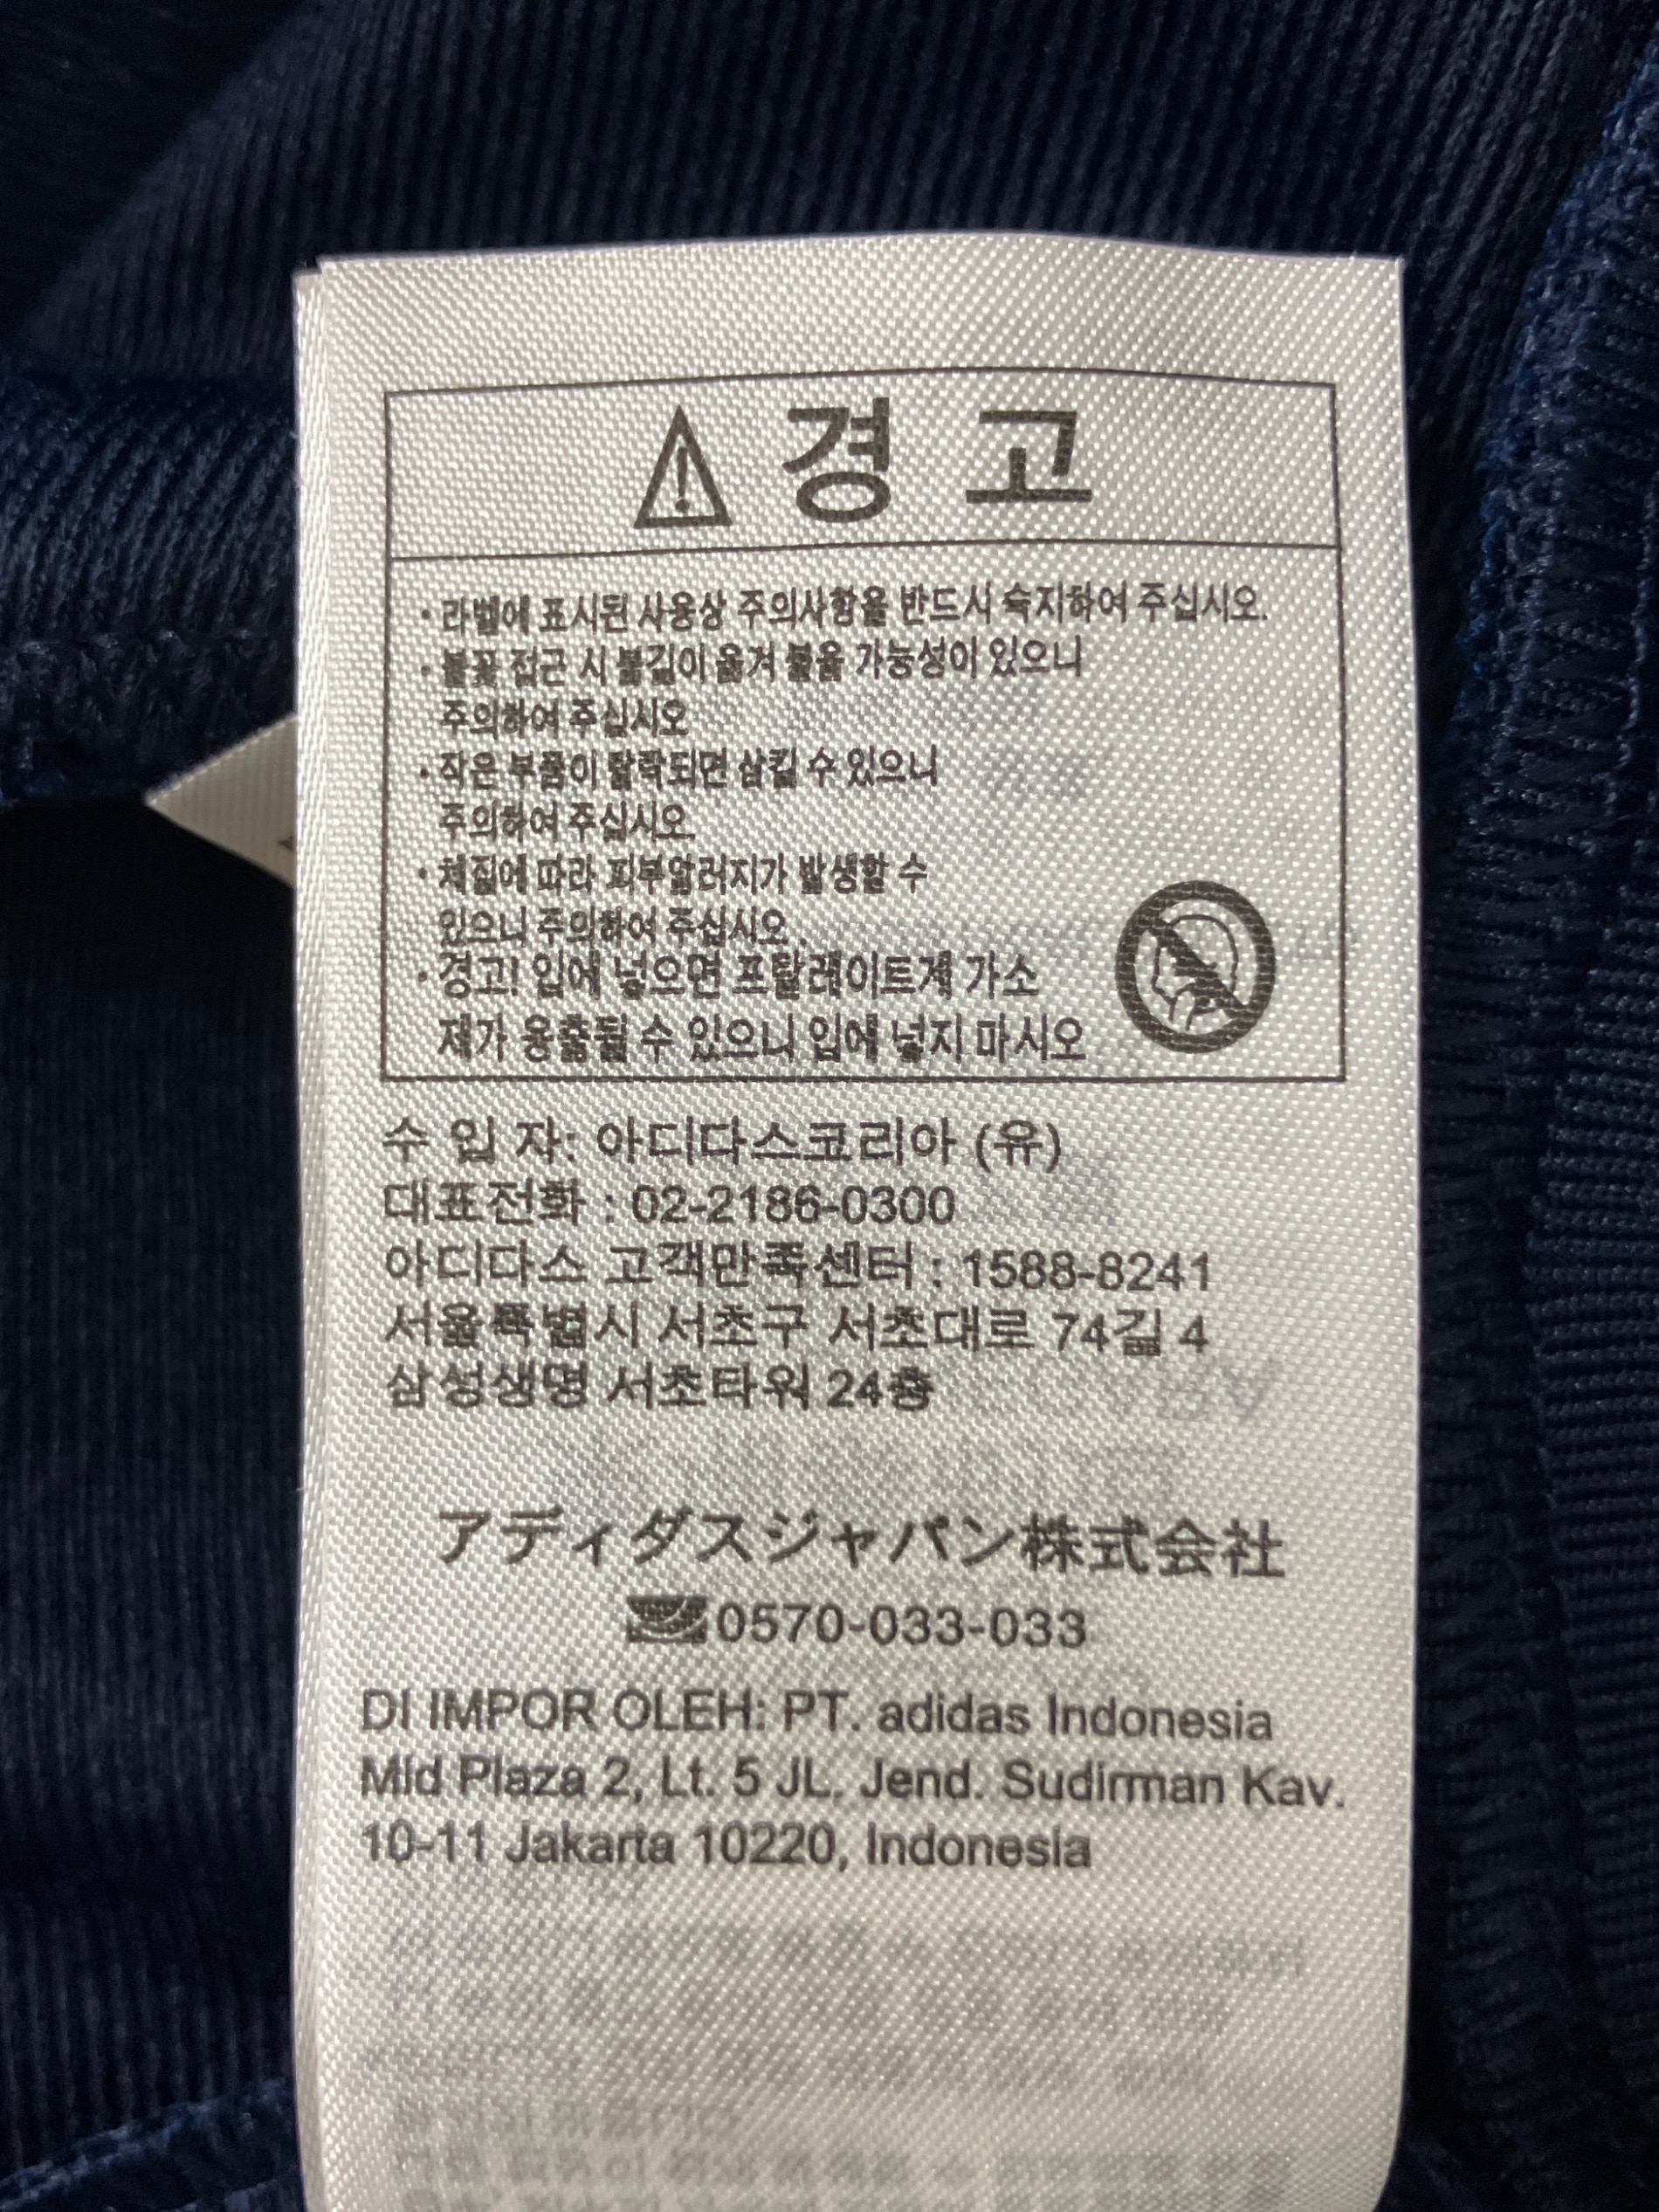 경 고
· 라벨에 표시된 사용상 주의사항을 반드시 숙지하여 주십시오.
· 불꽃 접근 시 불길이 옮겨 붙을 가능성이 있으니
주의하여 주십시오
· 작은 부품이 탈락되면 삼킬 수 있으니
주의하여 주십시오.
· 체질에 따라 피부알러지가 발생할 수
있으니 주의하여 주십시오.
· 경고! 입에 넣으면 프탈레이트계 가소
제가 용출될 수 있으니 입에 넣지 마시오
수 입 자: 아디다스코리아 (유)
대표전화 : 02-2186-0300
아디다스 고객만족센터 : 1588-8241
서울특별시 서초구 서초대로 74길 4
삼성생명 서초타워 24층
アディダスジャパン株式会社
0570-033-033
DI IMPOR OLEH: PT. adidas Indonesia
Mid Plaza 2, Lt. 5 JL. Jend. Sudirman Kav.
10-11 Jakarta 10220, Indonesia